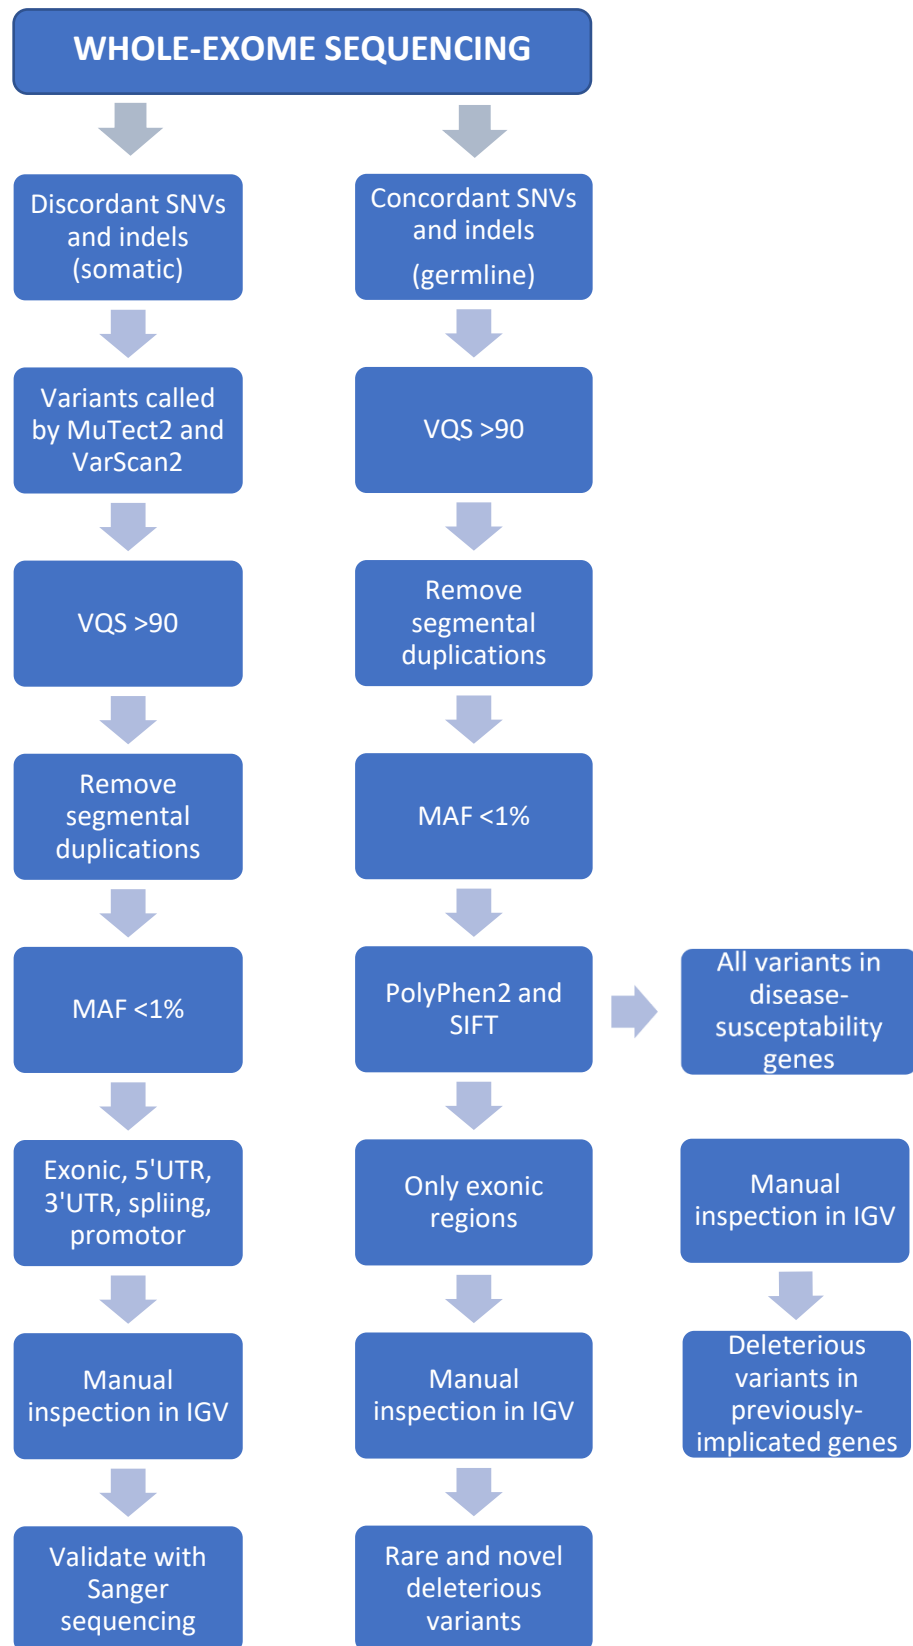 WHOLE-EXOME SEQUENCING
Discordant SNVs
and indels
(somatic)
Variants called
by MuTect2 and
VarScan2
VQS >90
Remove
segmental
duplications
MAF <1%
Exonic, 5'UTR,
3'UTR, spliing,
promotor
Manual
inspection in IGV
Validate with
Sanger
sequencing
Concordant SNVs
and indels
(germline)
VQS >90
Remove
segmental
duplications
MAF <1%
PolyPhen2 and
SIFT
Only exonic
regions
Manual
inspection in IGV
Rare and novel
deleterious
variants
All variants in
disease-
susceptability
genes
Manual
inspection in IGV
Deleterious
variants in
previously-
implicated genes